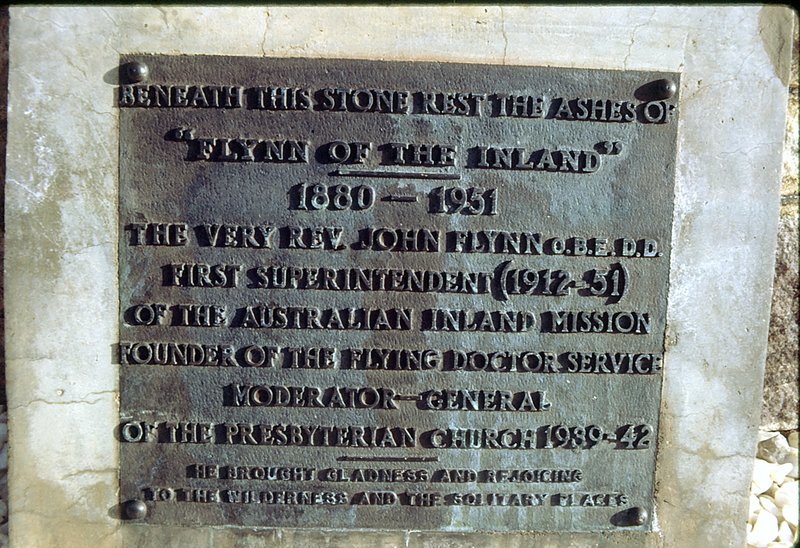 BENEATH THIS STONE REST THE ASHES OF
"FLYNN OF THE INLAND"
1880 — 1951
THE VERY REV. JOHN FLYNN O.B.E. D.D.
FIRST SUPERINTENDENT (1912-51)
OF THE AUSTRALIAN INLAND MISSION
FOUNDER OF THE FLYING DOCTOR SERVICE
MODERATOR-GENERAL
OF THE PRESBYTERIAN CHURCH 1989-42
HE BROUGHT GLADNESS AND REJOICING
TO THE WILDERNESS AND THE SOLITARY PLACES